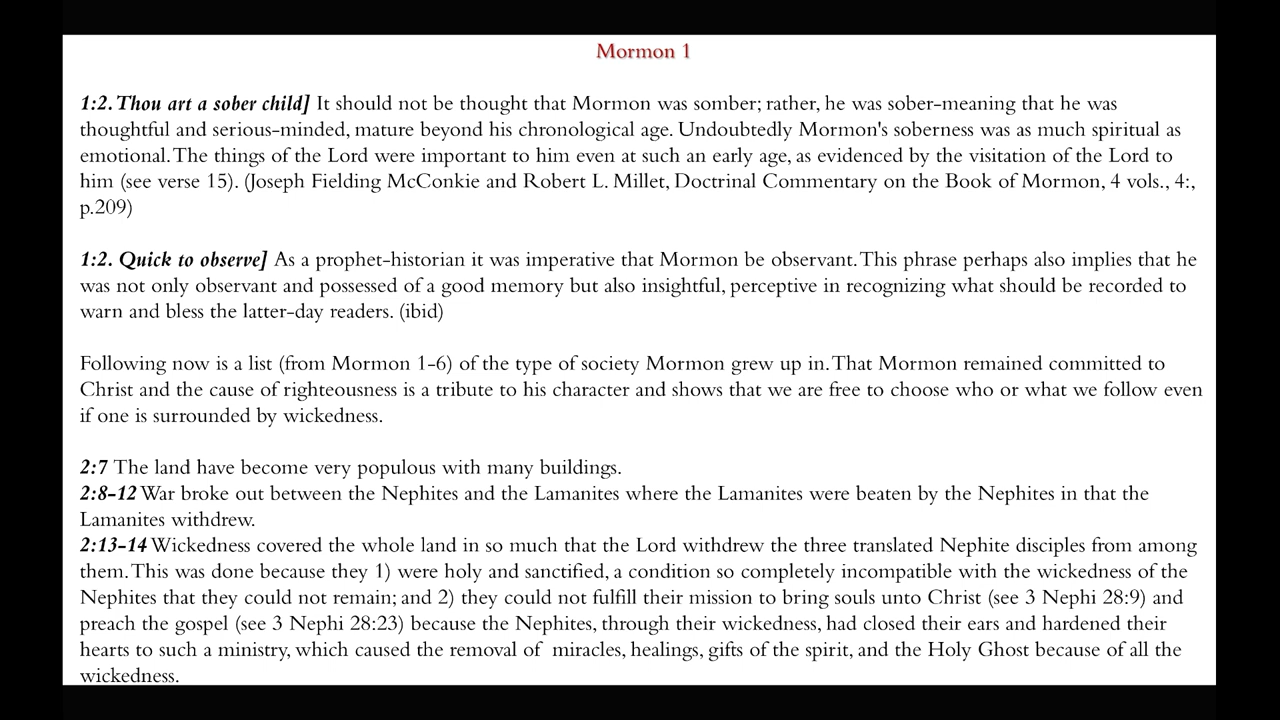 Mormon 1
1:2. Thou art a sober child] It should not be thought that Mormon was somber; rather, he was sober-meaning that he was
thoughtful and serious-minded, mature beyond his chronological age. Undoubtedly Mormon's soberness was as much spiritual as
emotional. The things of the Lord were important to him even at such an early age, as evidenced by the visitation of the Lord to
him (see verse 15). (Joseph Fielding McConkie and Robert L. Millet, Doctrinal Commentary on the Book of Mormon, 4 vols., 4:,
p.209)
1:2. Quick to observe] As a prophet-historian it was imperative that Mormon be observant. This phrase perhaps also implies that he
was not only observant and possessed of a good memory but also insightful, perceptive in recognizing what should be recorded to
warn and bless the latter-day readers. (ibid)
Following now is a list (from Mormon 1-6) of the type of society Mormon grew up in. That Mormon remained committed to
Christ and the cause of righteousness is a tribute to his character and shows that we are free to choose who or what we follow even
if one is surrounded by wickedness.
2:7 The land have become very populous with many buildings.
2:8-12 War broke out between the Nephites and the Lamanites where the Lamanites were beaten by the Nephites in that the
Lamanites withdrew.
2:13-14 Wickedness covered the whole land in so much that the Lord withdrew the three translated Nephite disciples from among
them. This was done because they 1) were holy and sanctified, a condition so completely incompatible with the wickedness of the
Nephites that they could not remain; and 2) they could not fulfill their mission to bring souls unto Christ (see 3 Nephi 28:9) and
preach the gospel (see 3 Nephi 28:23) because the Nephites, through their wickedness, had closed their ears and hardened their
hearts to such a ministry, which caused the removal of miracles, healings, gifts of the spirit, and the Holy Ghost because of all the
wickedness.